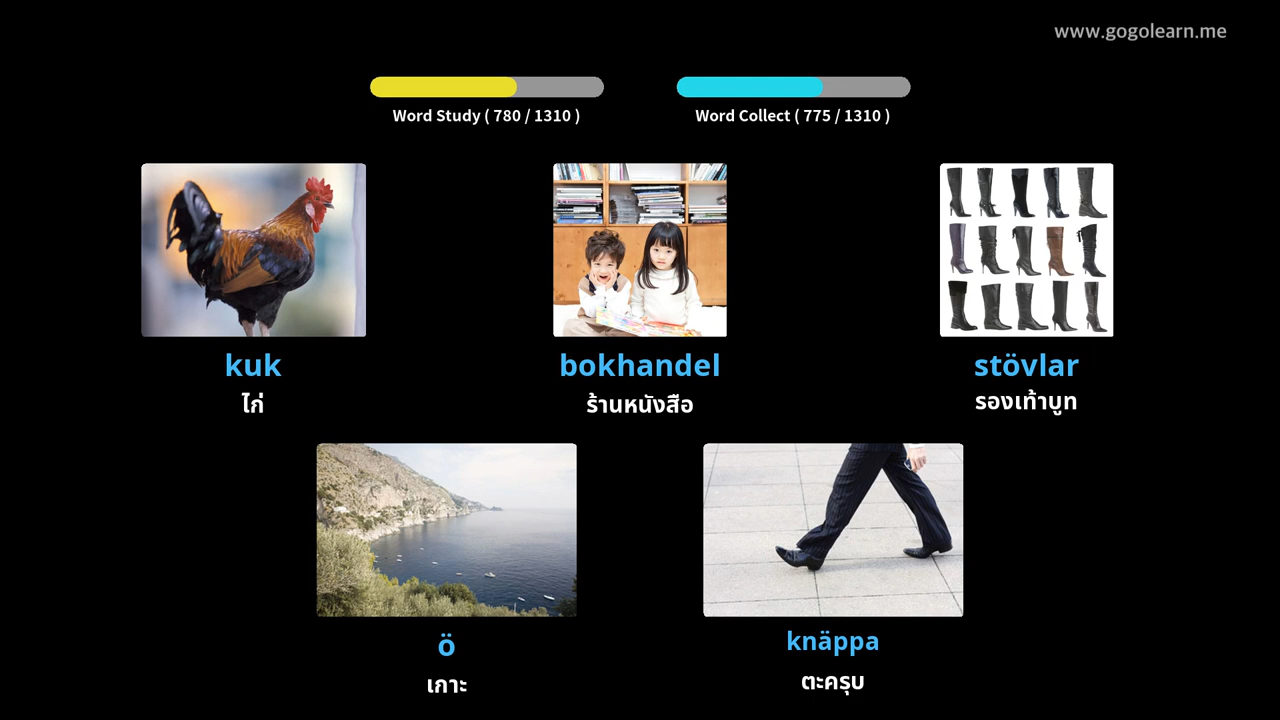 www.gogolearn.me
Word Study ( 780 / 1310 )
Word Collect ( 775 / 1310 )
kuk
ไก่
bokhandel
ร้านหนังสือ
stövlar
รองเท้าบูท
ö
เกาะ
knäppa
ตะครุบ